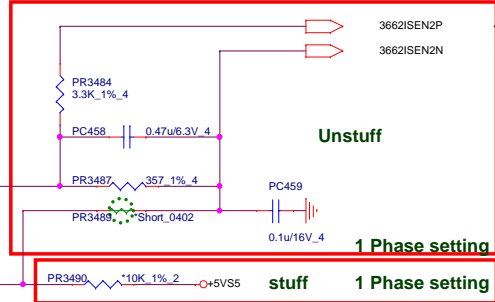 3662ISEN2P
3662ISEN2N
PR3484
3.3K_1%_4
PC458 0.47u/6.3V_4
Unstuff
PR3487 357_1%_4
PC459
PR3489 *Short_0402
0.1u/16V_4
1 Phase setting
PR3490 *10K_1%_2 +5VS5 stuff 1 Phase setting